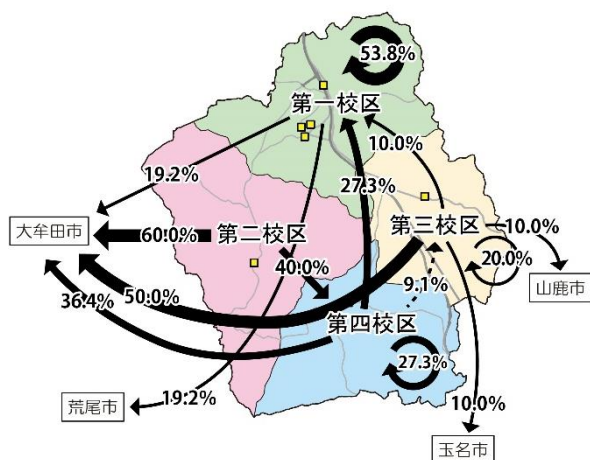 53.8%
第一校区
10.0%
19.2%
27.3%
大牟田市
60.0%
第二校区
第三校区
10.0%
40.0%
20.0%
山鹿市
36.4%
50.0%
9.1%
第四校区
27.3%
荒尾市
19.2%
10.0%
玉名市